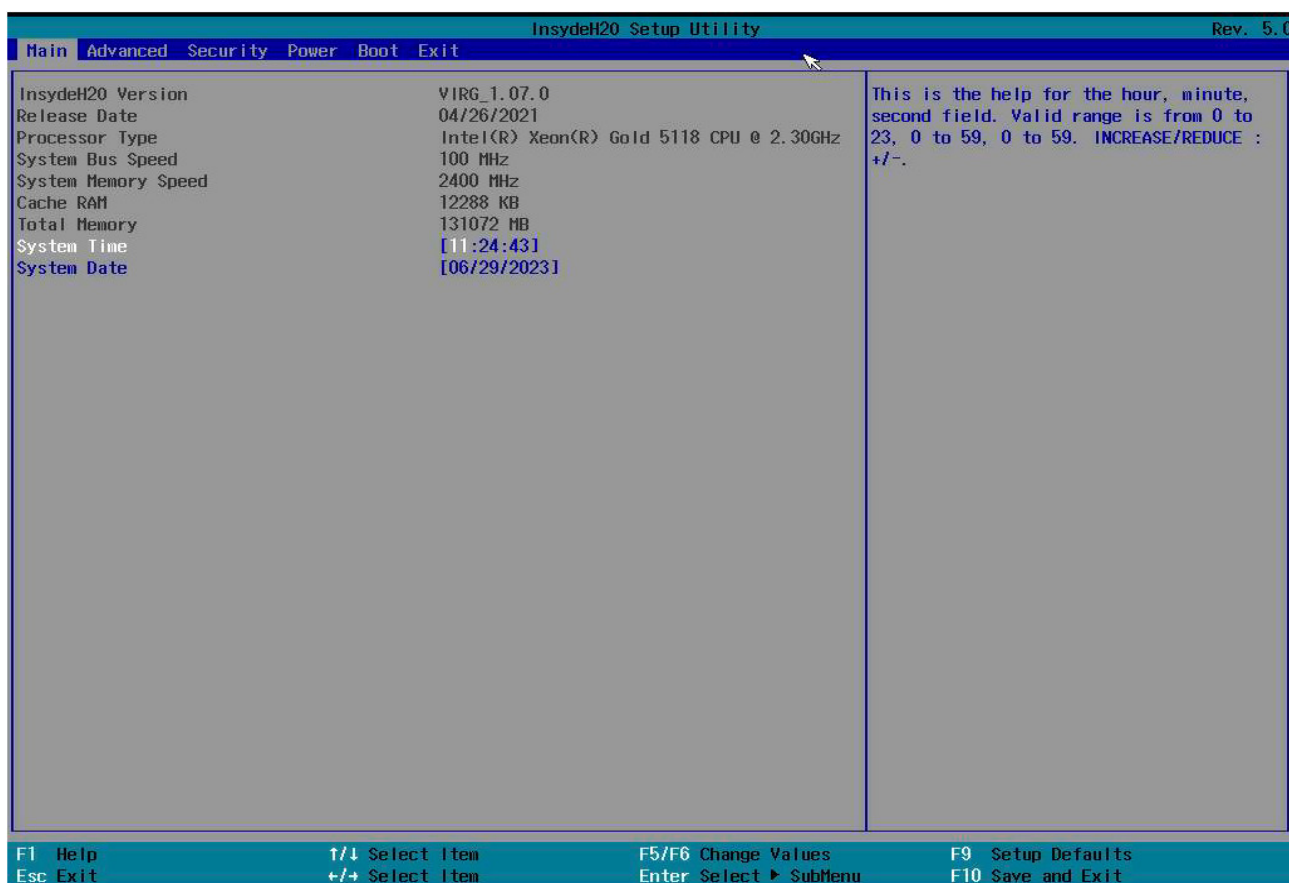 InsydeH20 Setup Utility Rev. 5.0
Main Advanced Security Power Boot Exit
InsydeH20 Version VIRG_1.07.0
Release Date 04/26/2021
Processor Type Intel(R) Xeon(R) Gold 5118 CPU @ 2.30GHz
System Bus Speed 100 MHz
System Memory Speed 2400 MHz
Cache RAM 12288 KB
Total Memory 131072 MB
System Time [11:24:43]
System Date [06/29/2023]
This is the help for the hour, minute,
second field. Valid range is from 0 to
23, 0 to 59, 0 to 59. INCREASE/REDUCE :
+/-.
F1 Help ↑/↓ Select Item F5/F6 Change Values F9 Setup Defaults
Esc Exit ←/→ Select Item Enter Select ▶ SubMenu F10 Save and Exit